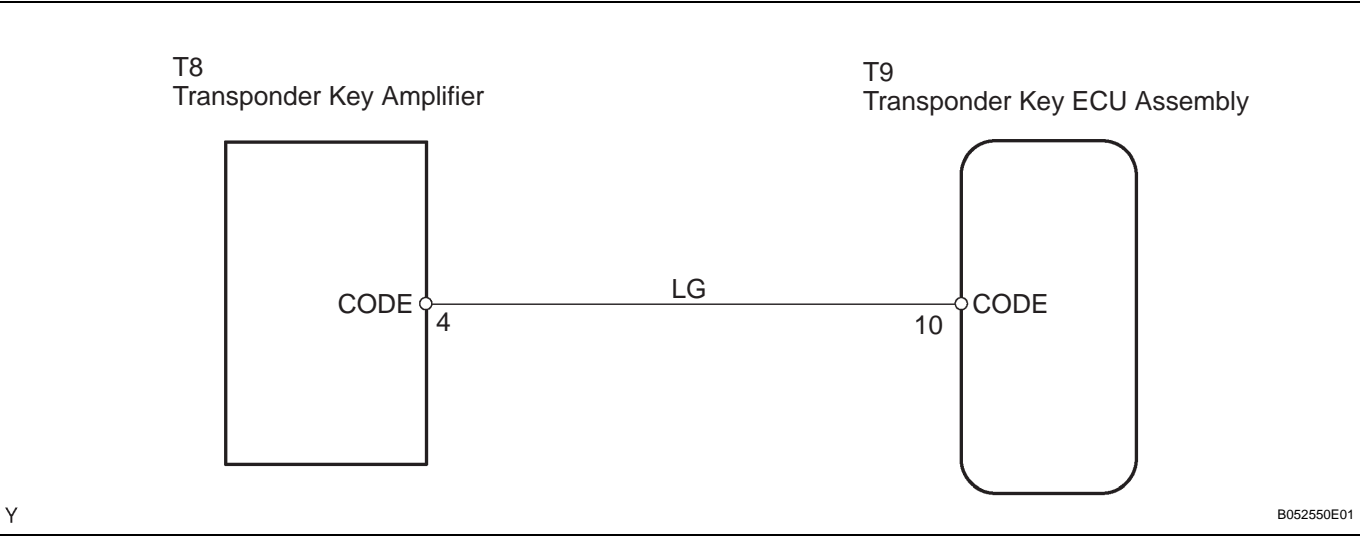 T8
Transponder Key Amplifier
T9
Transponder Key ECU Assembly
CODE
4
LG
10
CODE
Y
B052550E01